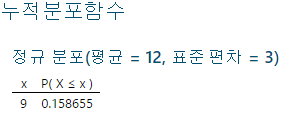 누적분포함수
정규 분포(평균 = 12, 표준 편차 = 3)
x P( X ≤ x )
9 0.158655